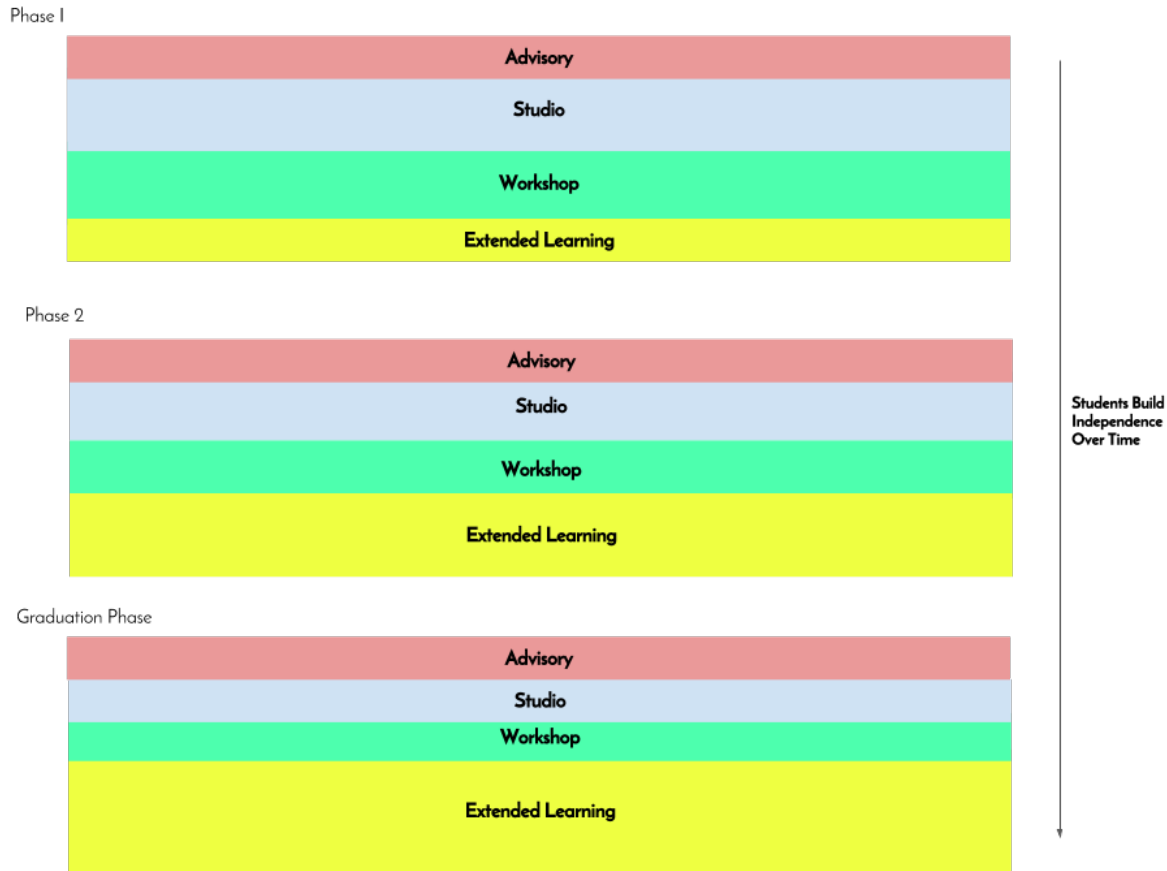 Phase 1
Advisory
Studio
Workshop
Extended Learning
Phase 2
Advisory
Studio
Workshop
Extended Learning
Students Build
Independence
Over Time
Graduation Phase
Advisory
Studio
Workshop
Extended Learning